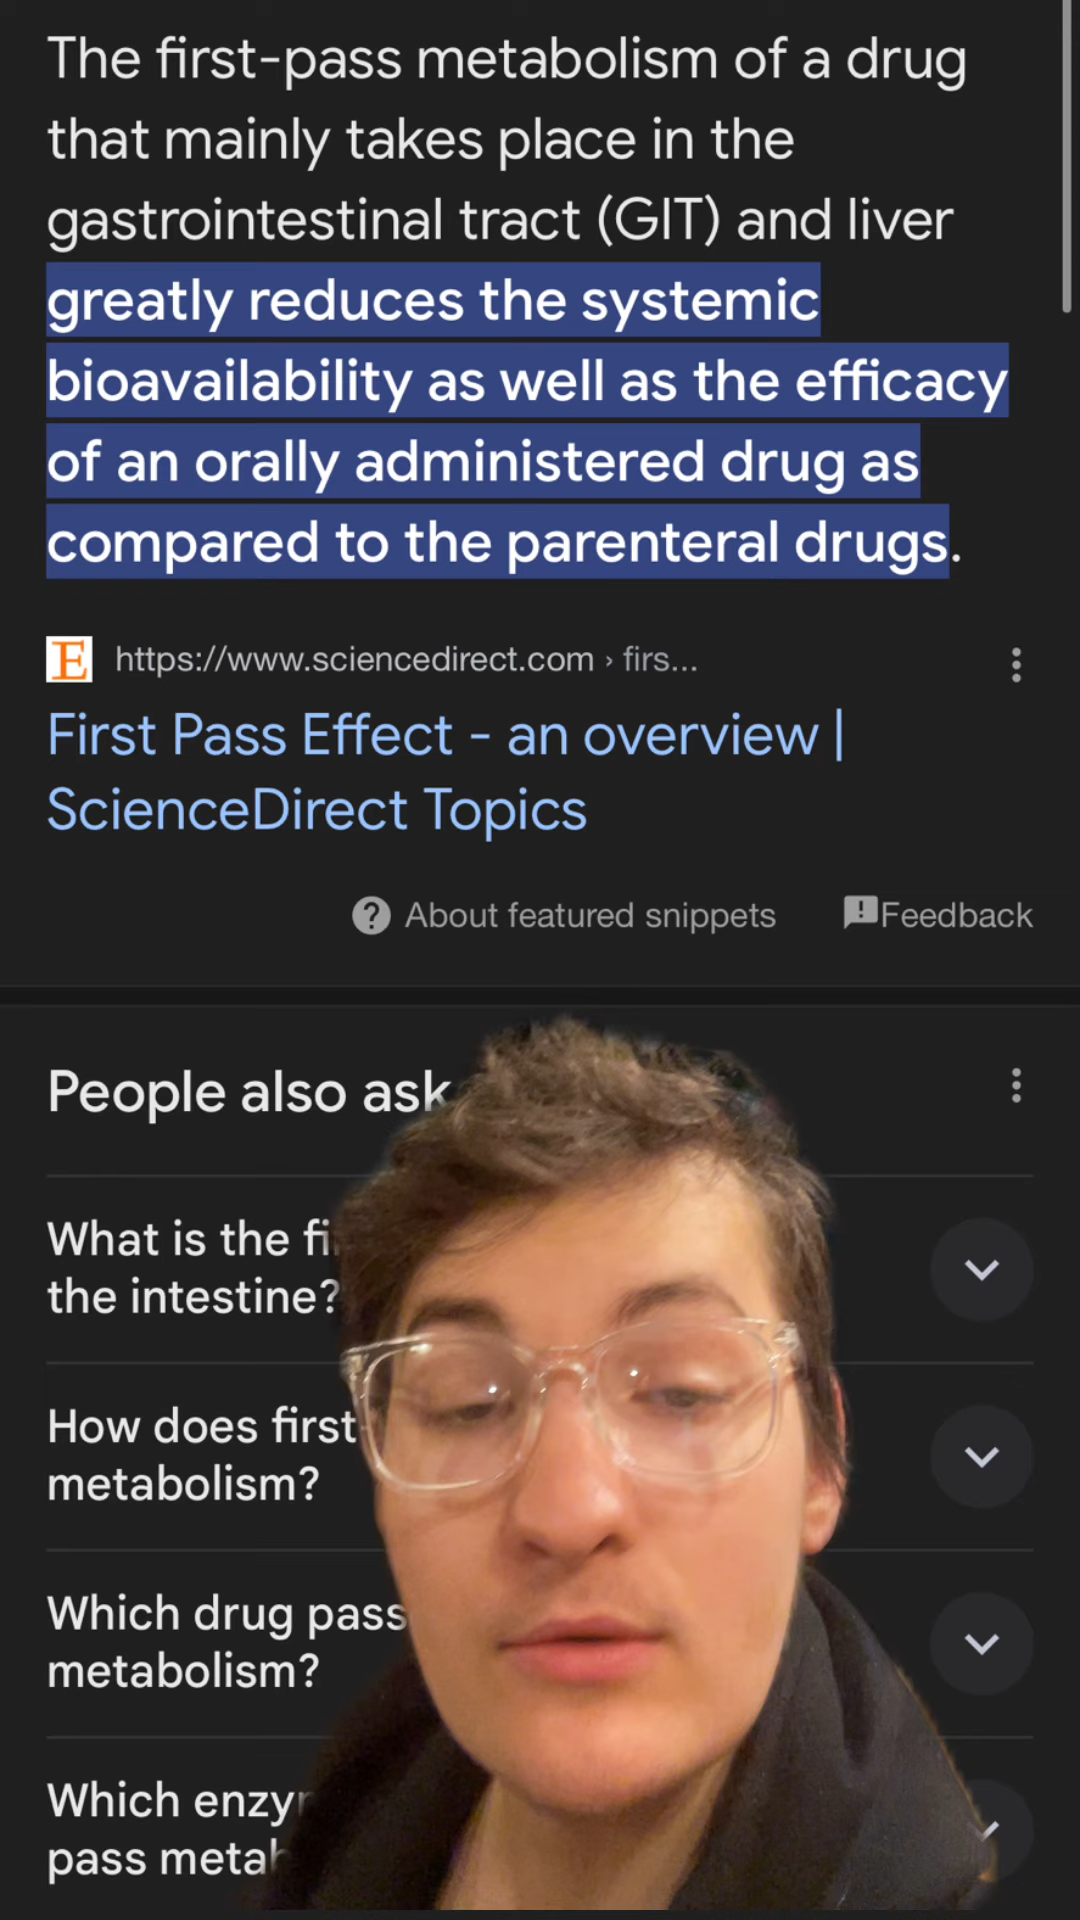 The first-pass metabolism of a drug
that mainly takes place in the
gastrointestinal tract (GIT) and liver
greatly reduces the systemic
bioavailability as well as the efficacy
of an orally administered drug as
compared to the parenteral drugs.
E https://www.sciencedirect.com › firs...
First Pass Effect - an overview |
ScienceDirect Topics
? About featured snippets ! Feedback
People also ask
What is the
the intestine?
How does first
metabolism?
Which drug pass
metabolism?
Which
pass